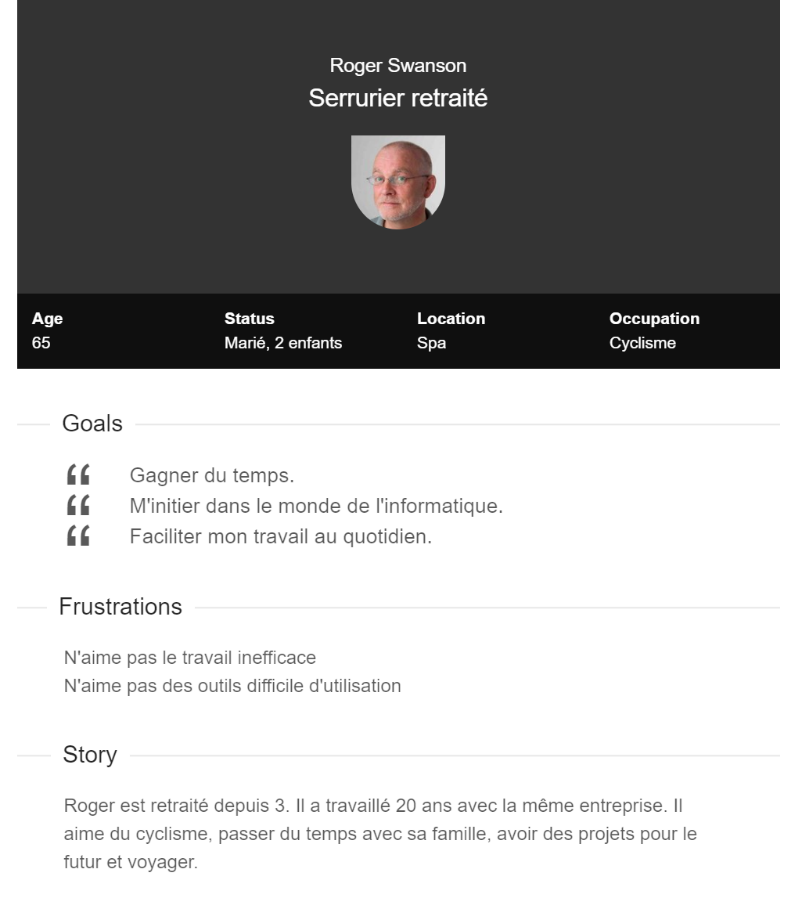 Roger Swanson
Serrurier retraité
Age
65
Status
Marié, 2 enfants
Location
Spa
Occupation
Cyclisme
Goals
Gagner du temps.
M'initier dans le monde de l'informatique.
Faciliter mon travail au quotidien.
Frustrations
N'aime pas le travail inefficace
N'aime pas des outils difficile d'utilisation
Story
Roger est retraité depuis 3. Il a travaillé 20 ans avec la même entreprise. Il
aime du cyclisme, passer du temps avec sa famille, avoir des projets pour le
futur et voyager.